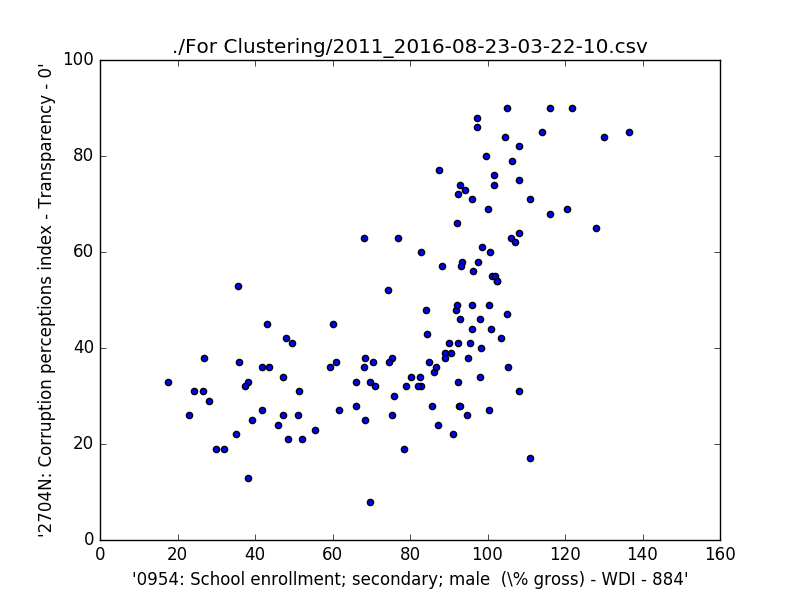 ./For Clustering/2011_2016-08-23-03-22-10.csv
100
80
60
40
20
0
'2704N: Corruption perceptions index - Transparency - 0'
0 20 40 60 80 100 120 140 160
'0954: School enrollment; secondary; male  (\% gross) - WDI - 884'